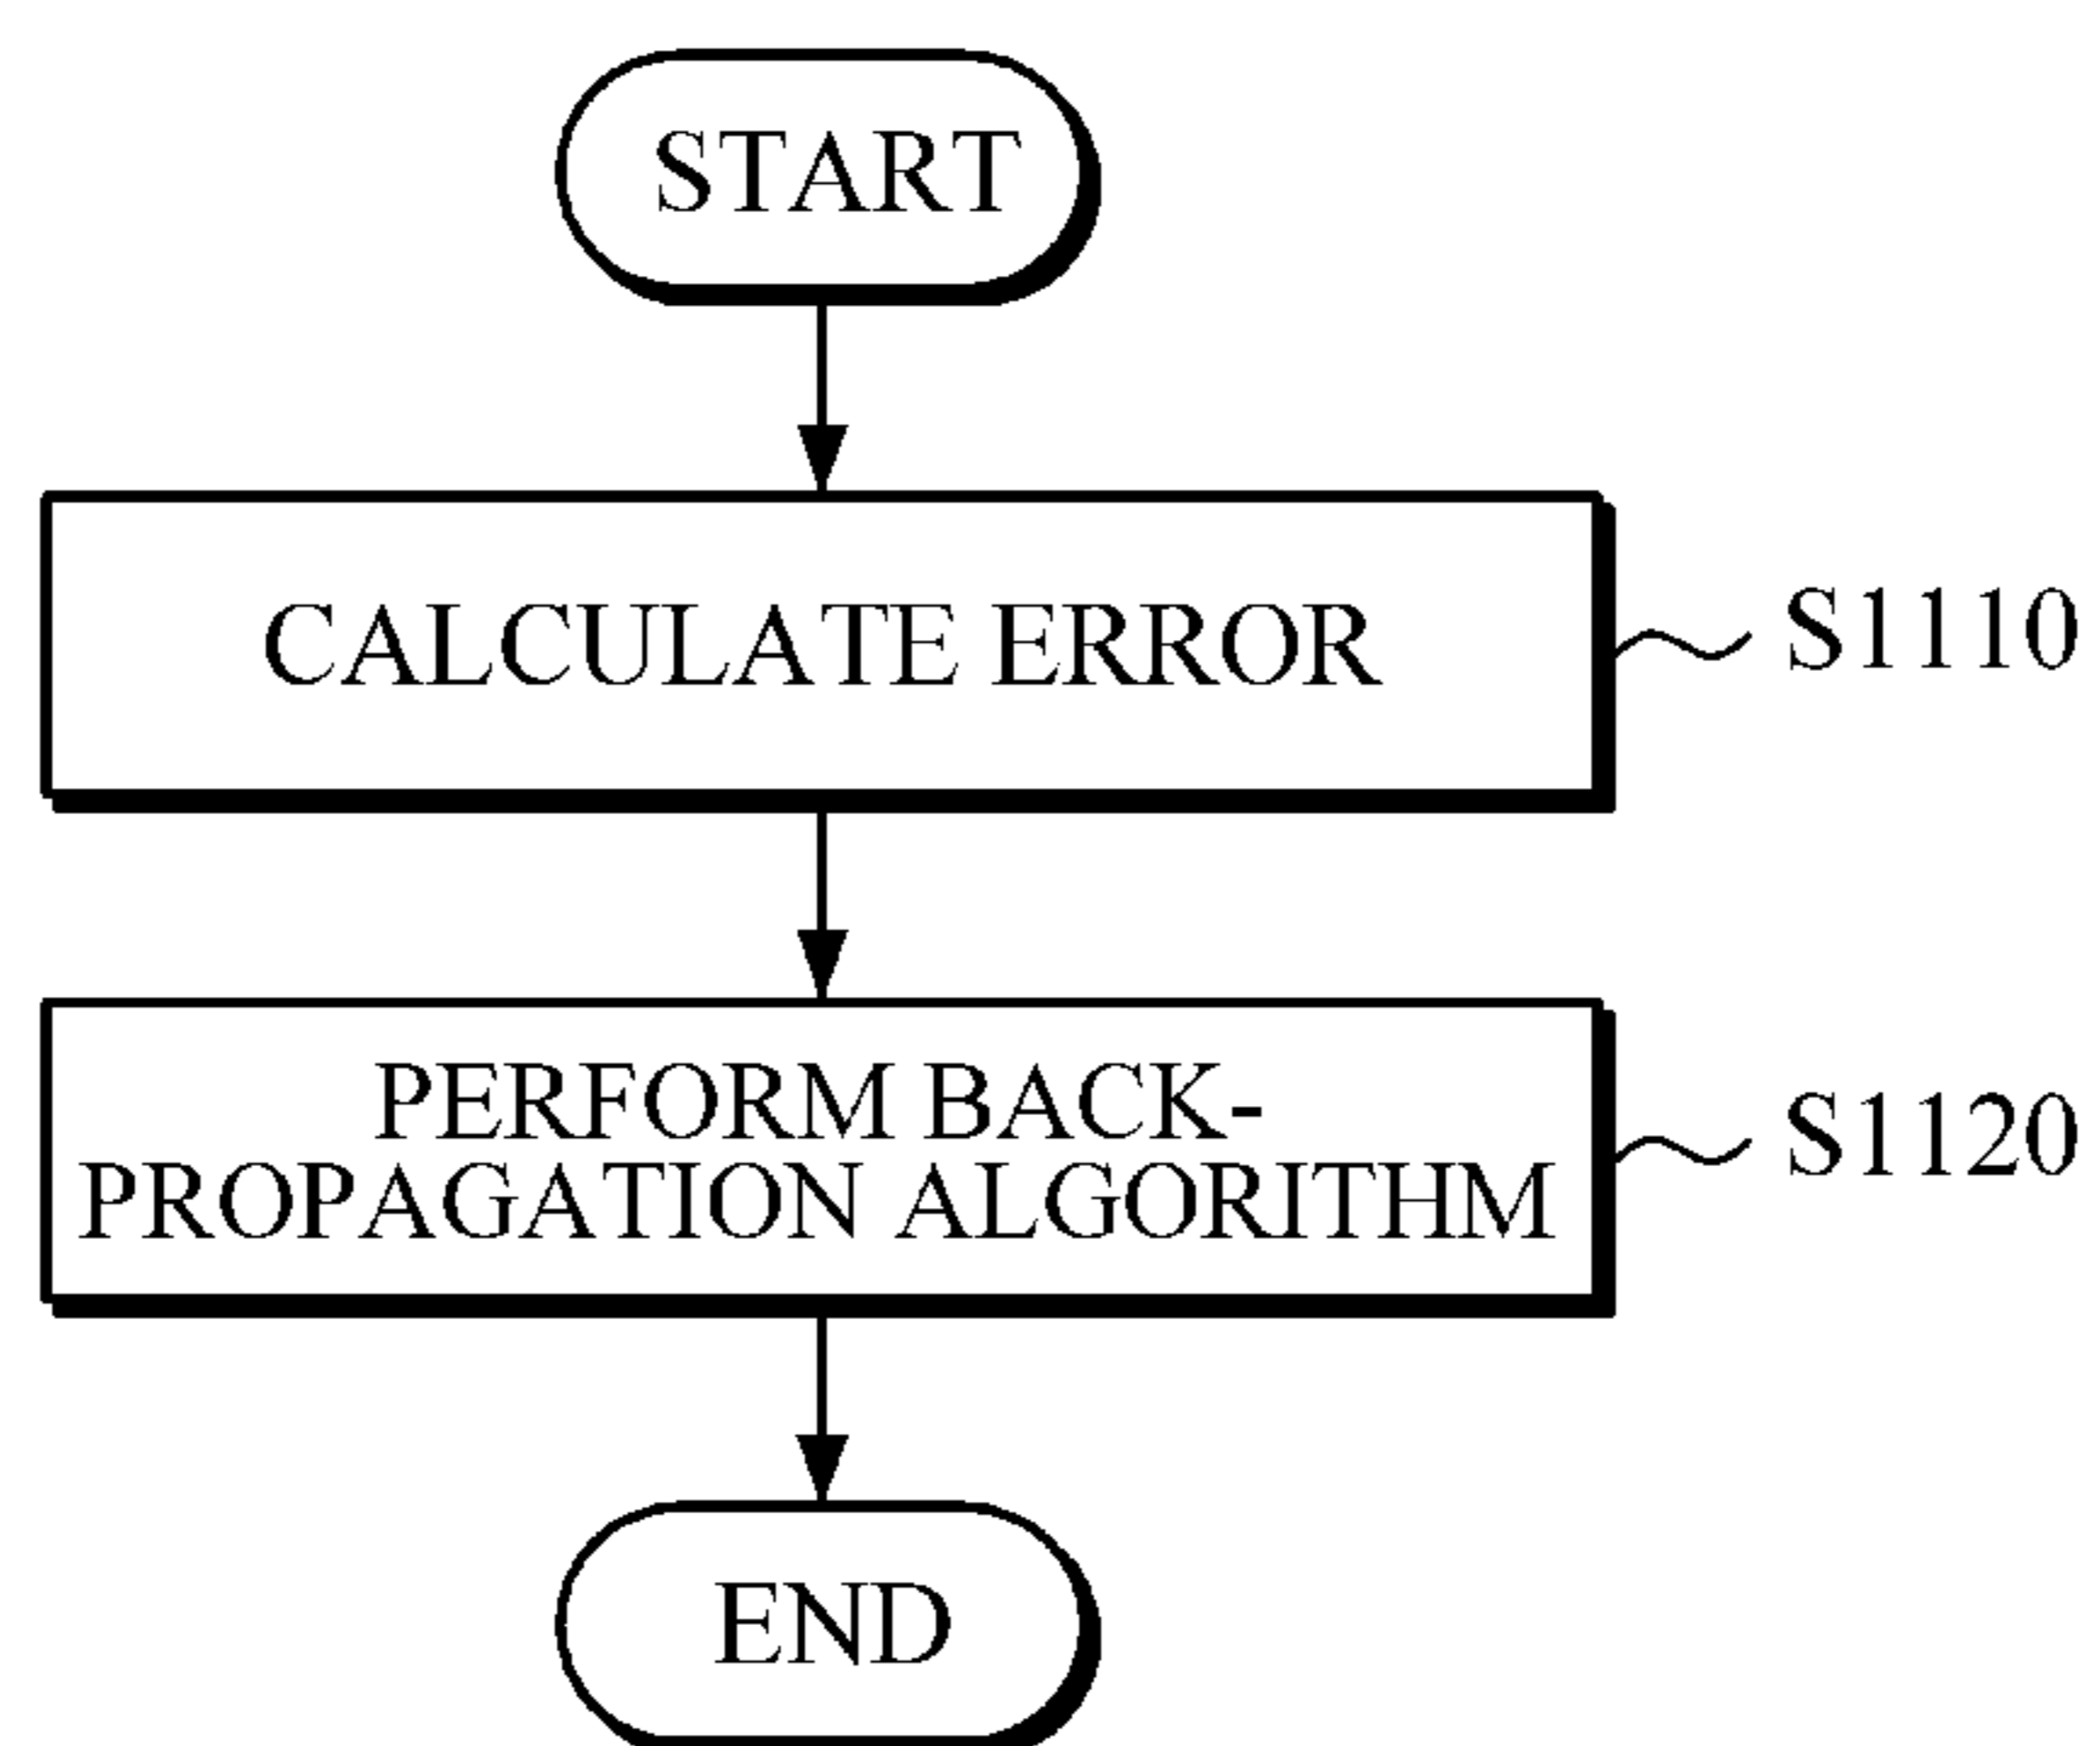 START
CALCULATE ERROR
S1110
PERFORM BACK-
PROPAGATION ALGORITHM
S1120
END